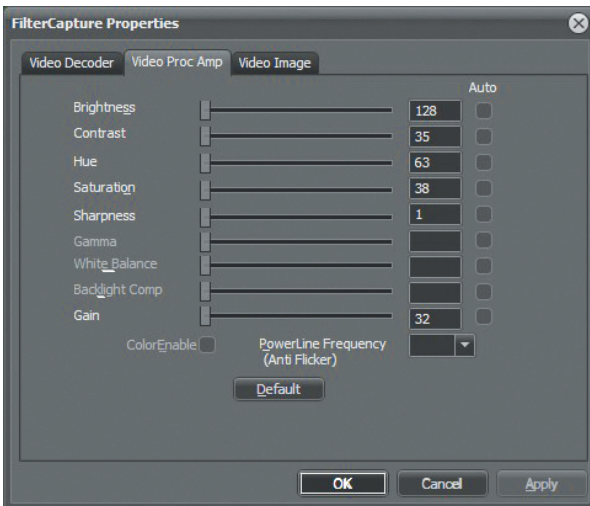 FilterCapture Properties
Video Decoder Video Proc Amp Video Image
Auto
Brightness 128
Contrast 35
Hue 63
Saturation 38
Sharpness 1
Gamma
White Balance
Backlight Comp
Gain 32
ColorEnable PowerLine Frequency
(Anti Flicker)
Default
OK Cancel Apply